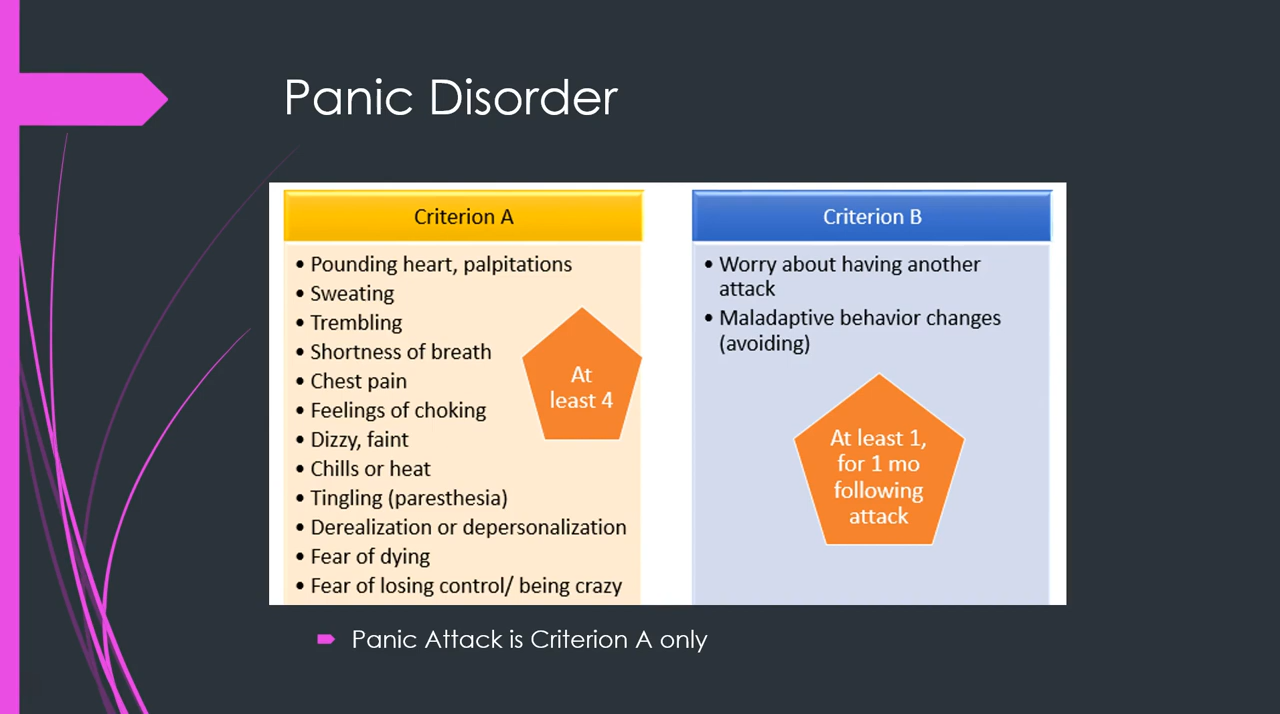 Panic Disorder
Criterion A
• Pounding heart, palpitations
• Sweating
• Trembling
• Shortness of breath
• Chest pain
• Feelings of choking
• Dizzy, faint
• Chills or heat
• Tingling (paresthesia)
• Derealization or depersonalization
• Fear of dying
• Fear of losing control/ being crazy
At
least 4
Criterion B
• Worry about having another
attack
• Maladaptive behavior changes
(avoiding)
At least 1,
for 1 mo
following
attack
Panic Attack is Criterion A only